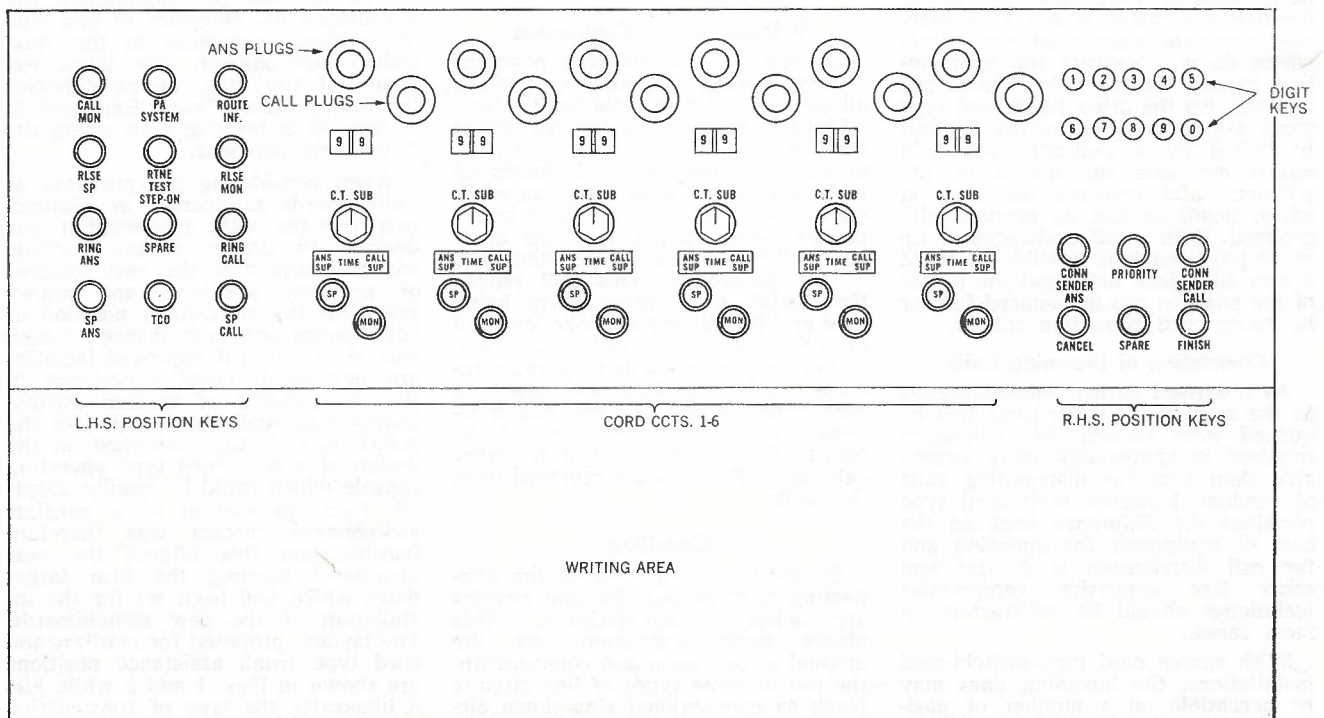 ANS PLUGS
CALL PLUGS
CALL MON
PA SYSTEM
ROUTE INF.
RLSE SP
RTNE TEST STEP-ON
RLSE MON
RING ANS
SPARE
RING CALL
SP ANS
TCO
SP CALL
9 9
9 9
9 9
9 9
9 9
9 9
C.T. SUB
C.T. SUB
C.T. SUB
C.T. SUB
C.T. SUB
C.T. SUB
ANS SUP TIME CALL SUP
ANS SUP TIME CALL SUP
ANS SUP TIME CALL SUP
ANS SUP TIME CALL SUP
ANS SUP TIME CALL SUP
ANS SUP TIME CALL SUP
SP MON
SP MON
SP MON
SP MON
SP MON
SP MON
1 2 3 4 5
6 7 8 9 0
DIGIT KEYS
CONN SENDER ANS
PRIORITY
CONN SENDER CALL
CANCEL
SPARE
FINISH
L.H.S. POSITION KEYS
CORD CCTS. 1-6
R.H.S. POSITION KEYS
WRITING AREA